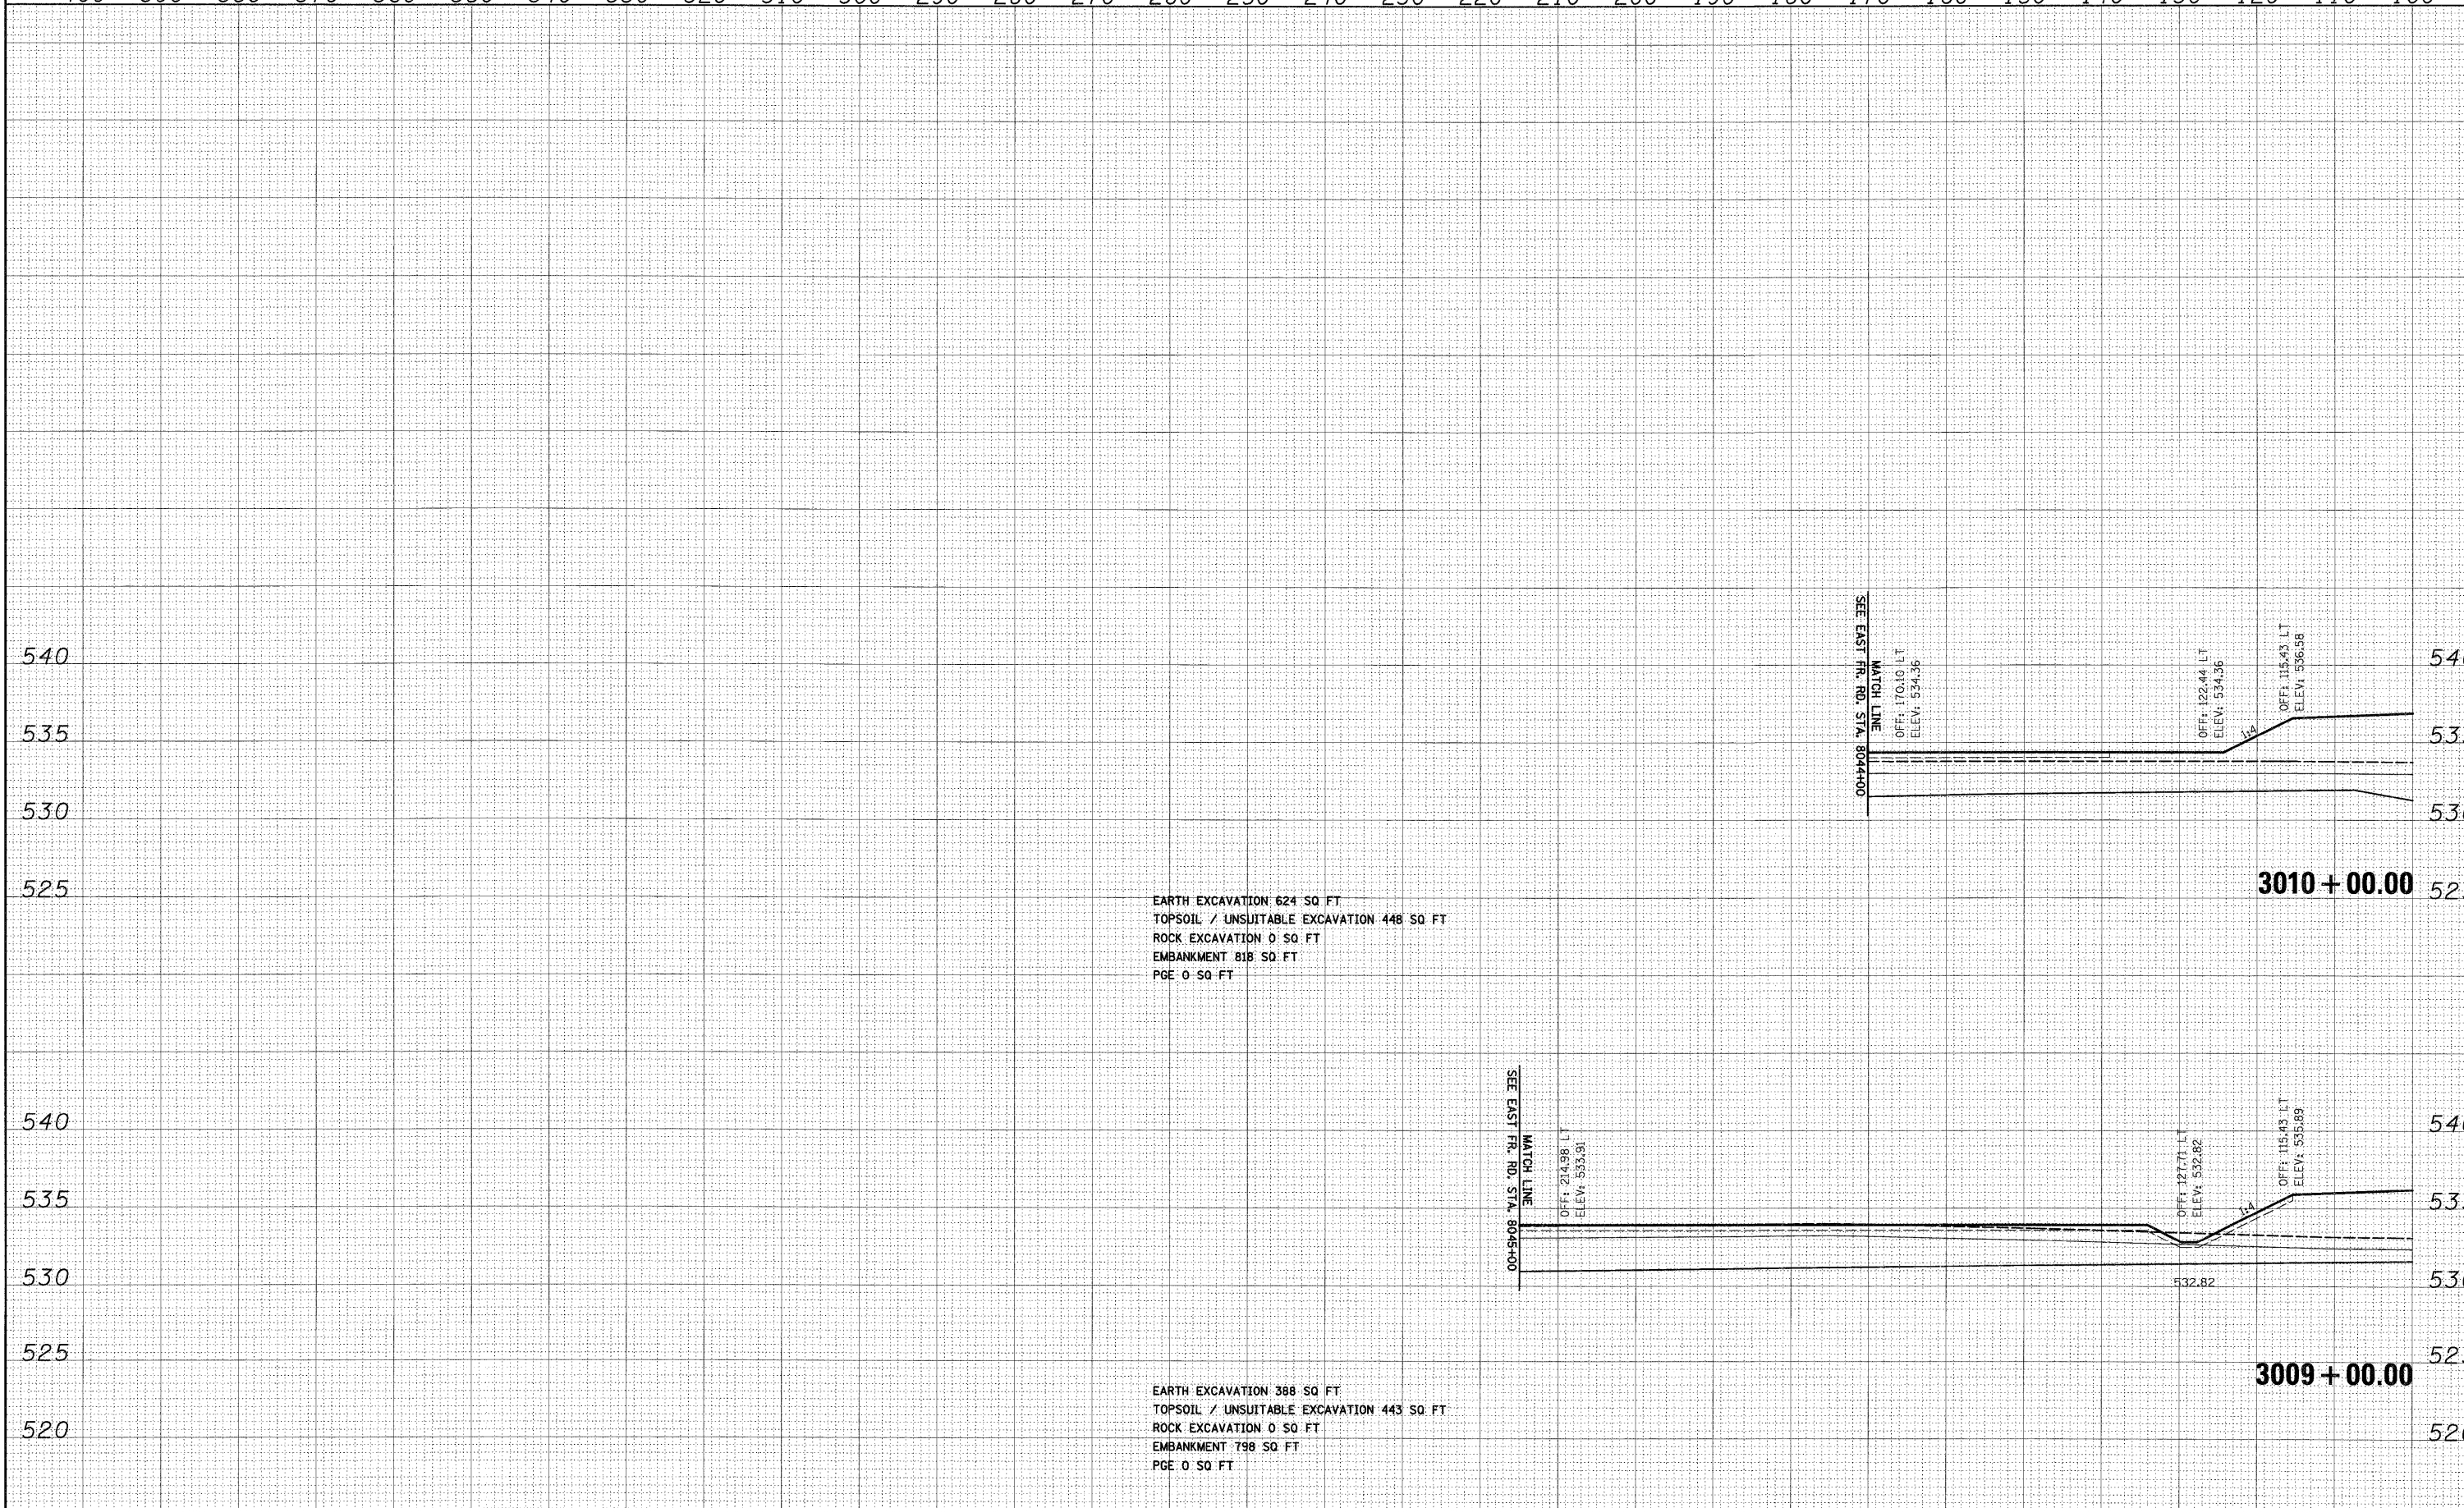 SEE EAST FR. RD. STA. 8044+00
MATCH LINE
OFF: 170.10 LT
ELEV: 534.36
OFF: 122.44 LT
ELEV: 534.36
OFF: 115.43 LT
ELEV: 536.58
1:4
540
535
530
525
3010+00.00
EARTH EXCAVATION 624 SQ FT
TOPSOIL / UNSUITABLE EXCAVATION 448 SQ FT
ROCK EXCAVATION 0 SQ FT
EMBANKMENT 818 SQ FT
PGE 0 SQ FT
SEE EAST FR. RD. STA. 8045+00
MATCH LINE
OFF: 214.98 LT
ELEV: 533.91
OFF: 127.71 LT
ELEV: 532.82
OFF: 115.43 LT
ELEV: 535.89
1:4
540
535
530
532.82
525
3009+00.00
520
EARTH EXCAVATION 388 SQ FT
TOPSOIL / UNSUITABLE EXCAVATION 443 SQ FT
ROCK EXCAVATION 0 SQ FT
EMBANKMENT 798 SQ FT
PGE 0 SQ FT